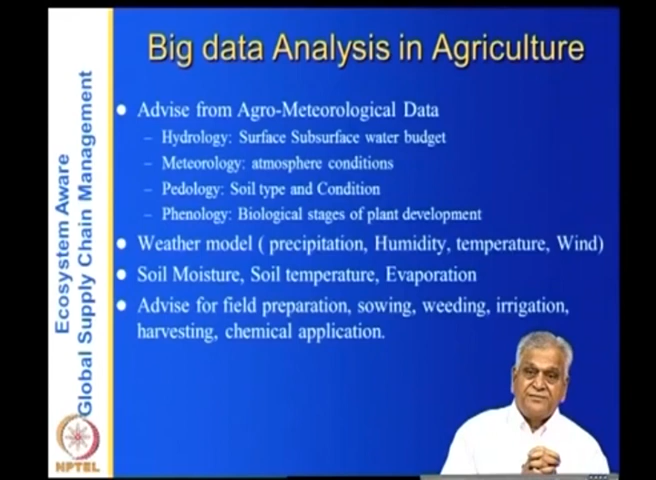 Big data Analysis in Agriculture
Advise from Agro-Meteorological Data
– Hydrology: Surface Subsurface water budget
– Meteorology: atmosphere conditions
– Pedology: Soil type and Condition
– Phenology: Biological stages of plant development
Weather model ( precipitation, Humidity, temperature, Wind)
Soil Moisture, Soil temperature, Evaporation
Advise for field preparation, sowing, weeding, irrigation,
harvesting, chemical application.
Ecosystem Aware
Global Supply Chain Management
NPTEL